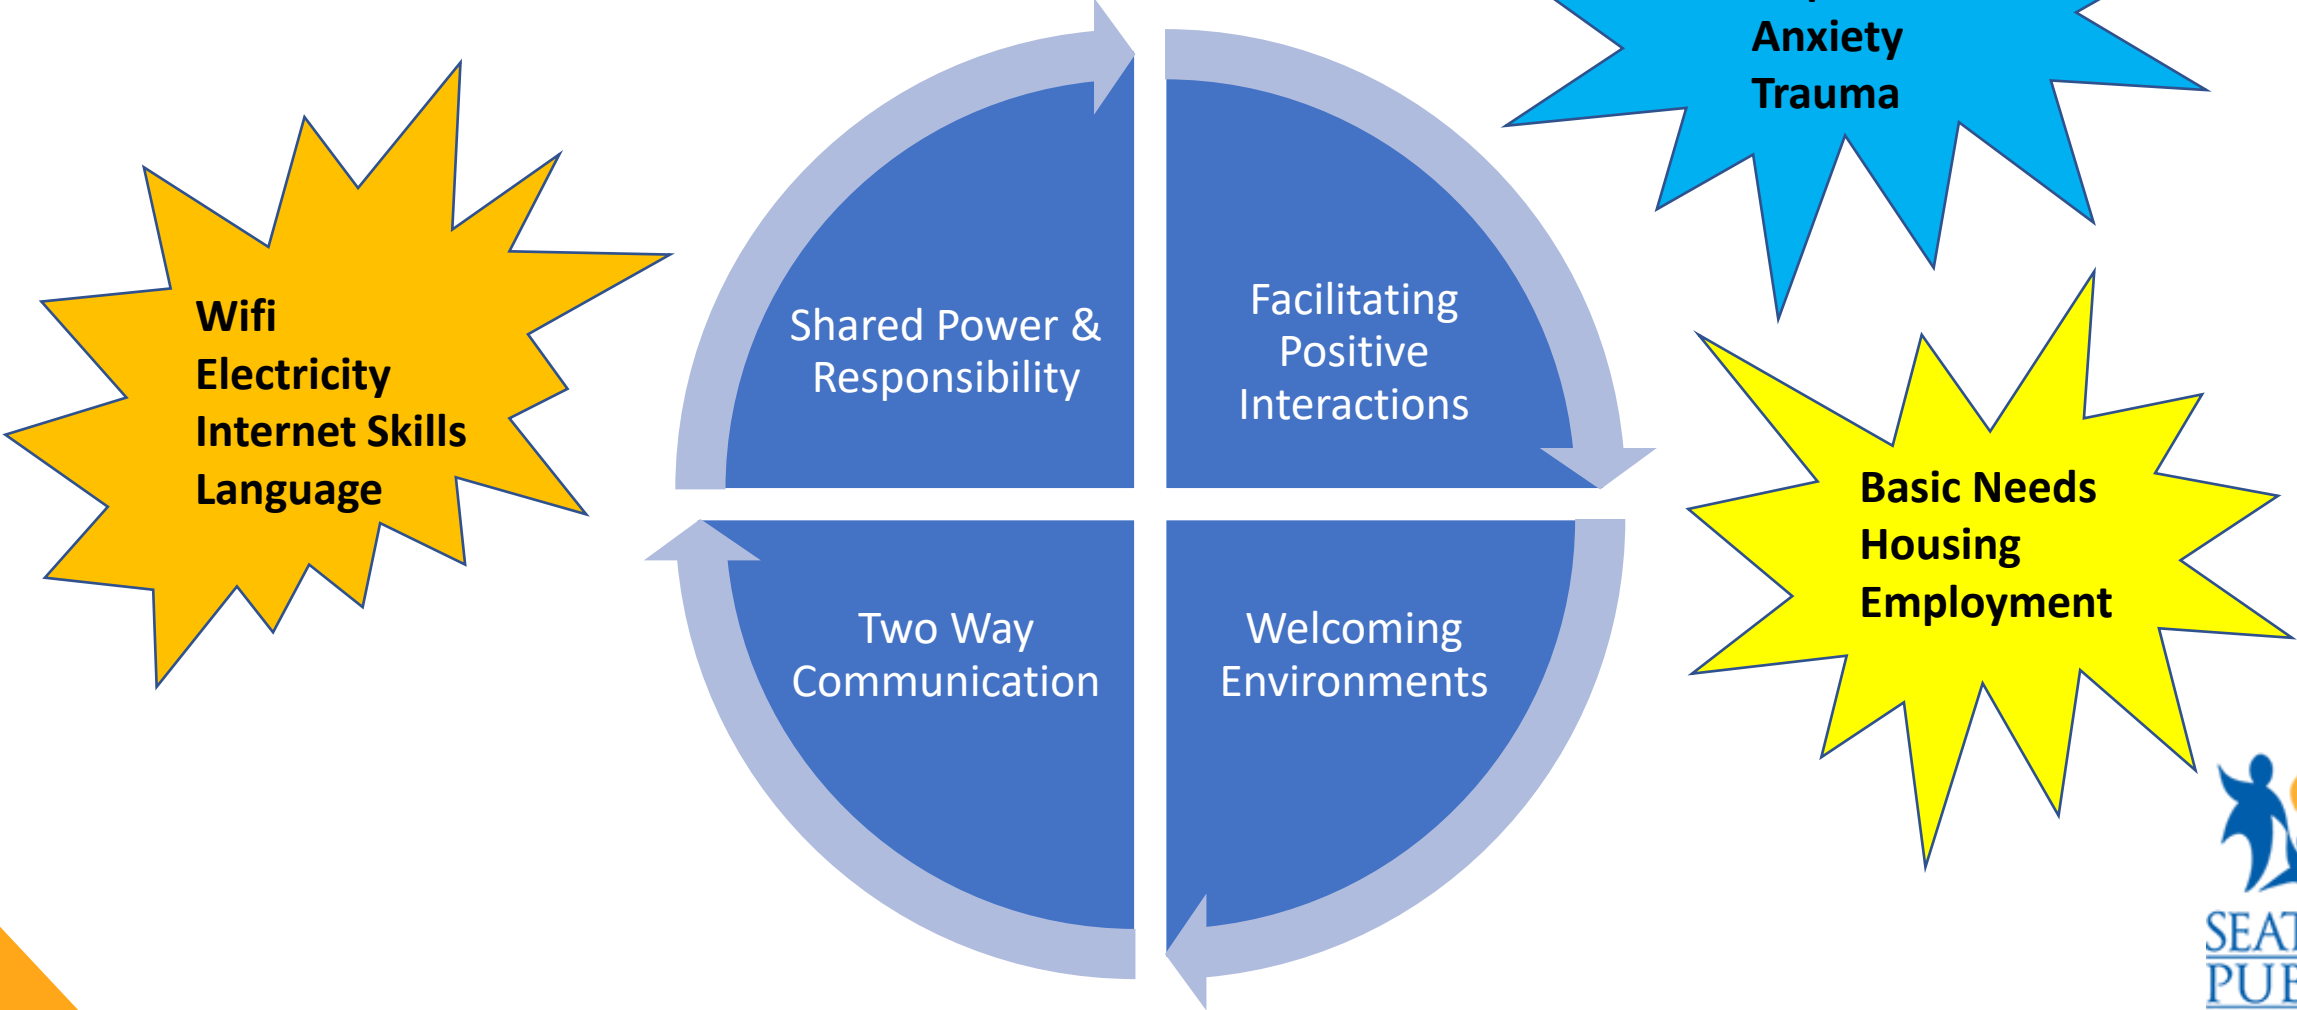 Anxiety
Trauma
Wifi
Electricity
Internet Skills
Language
Shared Power &
Responsibility
Facilitating
Positive
Interactions
Basic Needs
Housing
Employment
Two Way
Communication
Welcoming
Environments